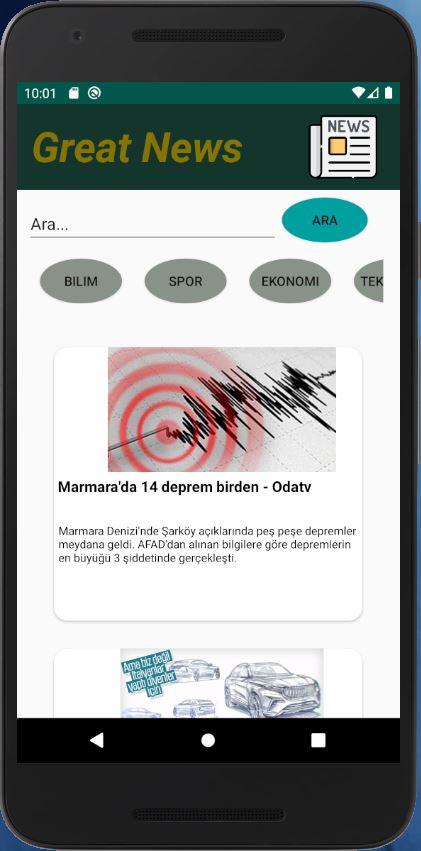 10:01
Great News
NEWS
Ara...
ARA
BILIM
SPOR
EKONOMI
TEK
Marmara'da 14 deprem birden - Odatv
Marmara Denizi'nde Şarköy açıklarında peş peşe depremler
meydana geldi. AFAD'dan alınan bilgilere göre depremlerin
en büyüğü 3 şiddetinde gerçekleşti.
Ama biz değil
İtalyanlar
yaptı diyenler
için